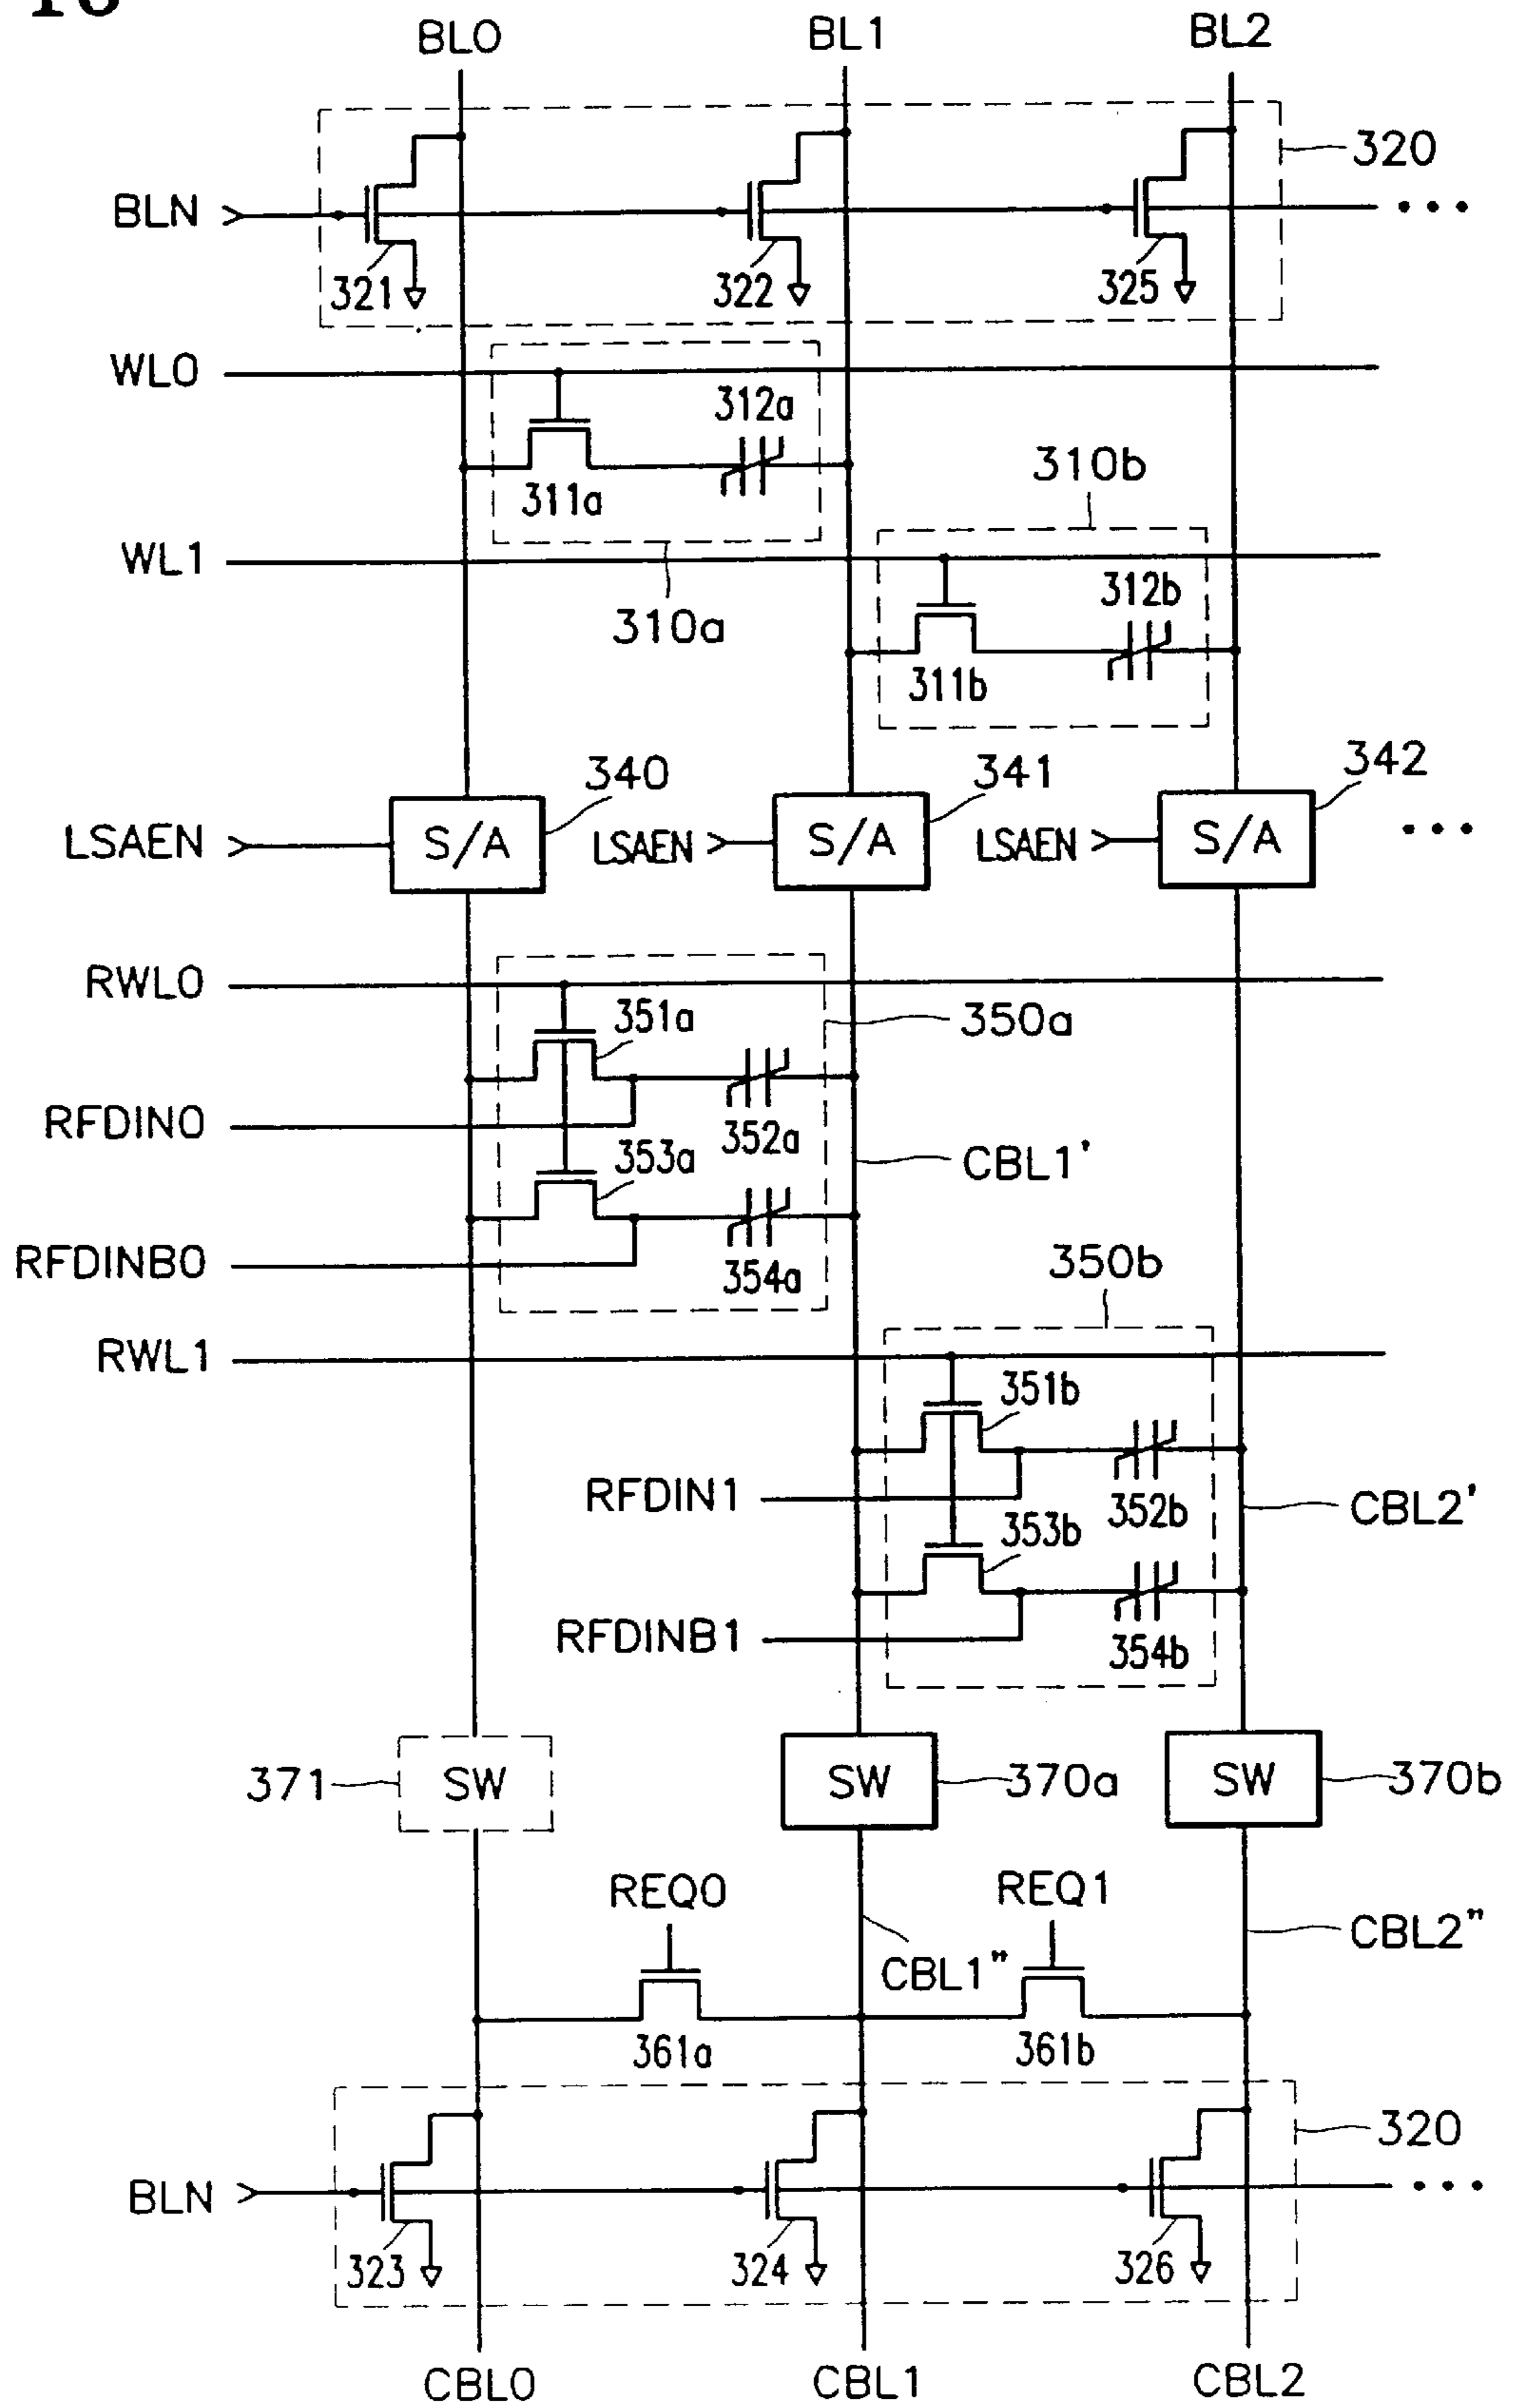 BL0 BL1 BL2
320
BLN
321 322 325
WL0
312a
310b
311a
WL1
312b
310a
311b
340 341 342
LSAEN S/A LSAEN S/A LSAEN S/A
RWL0
351a 350a
RFDIN0
352a
353a CBL1'
RFDINB0
354a 350b
RWL1
351b
RFDIN1
352b CBL2'
353b
RFDINB1
354b
371 SW SW 370a SW 370b
REQ0 REQ1
CBL2"
CBL1"
361a 361b
320
BLN
323 324 326
CBL0 CBL1 CBL2